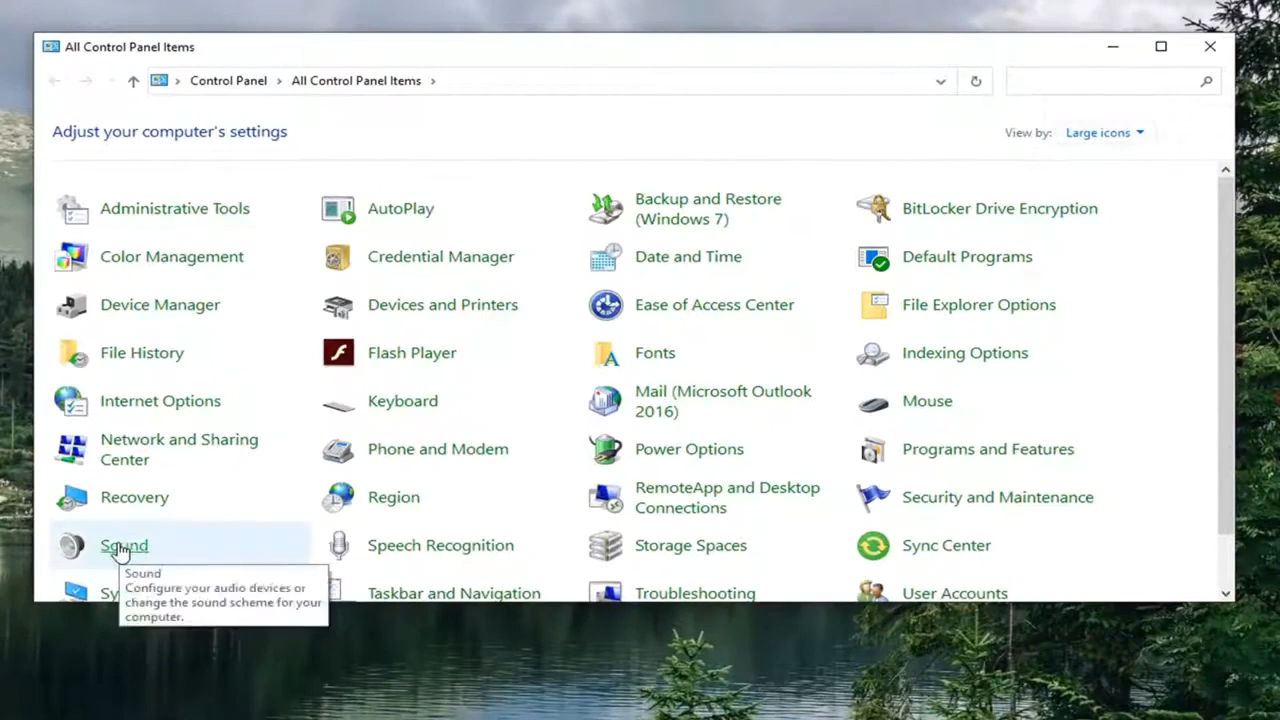 All Control Panel Items
Control Panel > All Control Panel Items >
Adjust your computer's settings
View by: Large icons
Administrative Tools
AutoPlay
Backup and Restore
(Windows 7)
BitLocker Drive Encryption
Color Management
Credential Manager
Date and Time
Default Programs
Device Manager
Devices and Printers
Ease of Access Center
File Explorer Options
File History
Flash Player
Fonts
Indexing Options
Internet Options
Keyboard
Mail (Microsoft Outlook
2016)
Mouse
Network and Sharing
Center
Phone and Modem
Power Options
Programs and Features
Recovery
Region
RemoteApp and Desktop
Connections
Security and Maintenance
Sound
Speech Recognition
Storage Spaces
Sync Center
Sy
Taskbar and Navigation
Troubleshooting
User Accounts
Sound
Configure your audio devices or
change the sound scheme for your
computer.